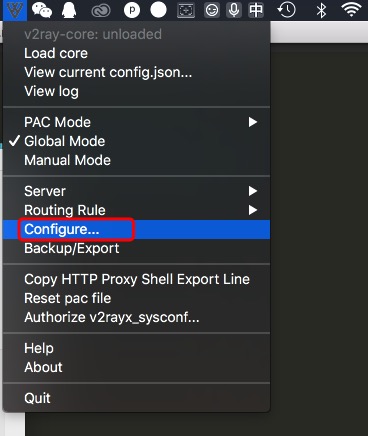 中
v2ray-core: unloaded
Load core
View current config.json...
View log
PAC Mode
Global Mode
Manual Mode
Server
Routing Rule
Configure...
Backup/Export
Copy HTTP Proxy Shell Export Line
Reset pac file
Authorize v2rayx_sysconf...
Help
About
Quit